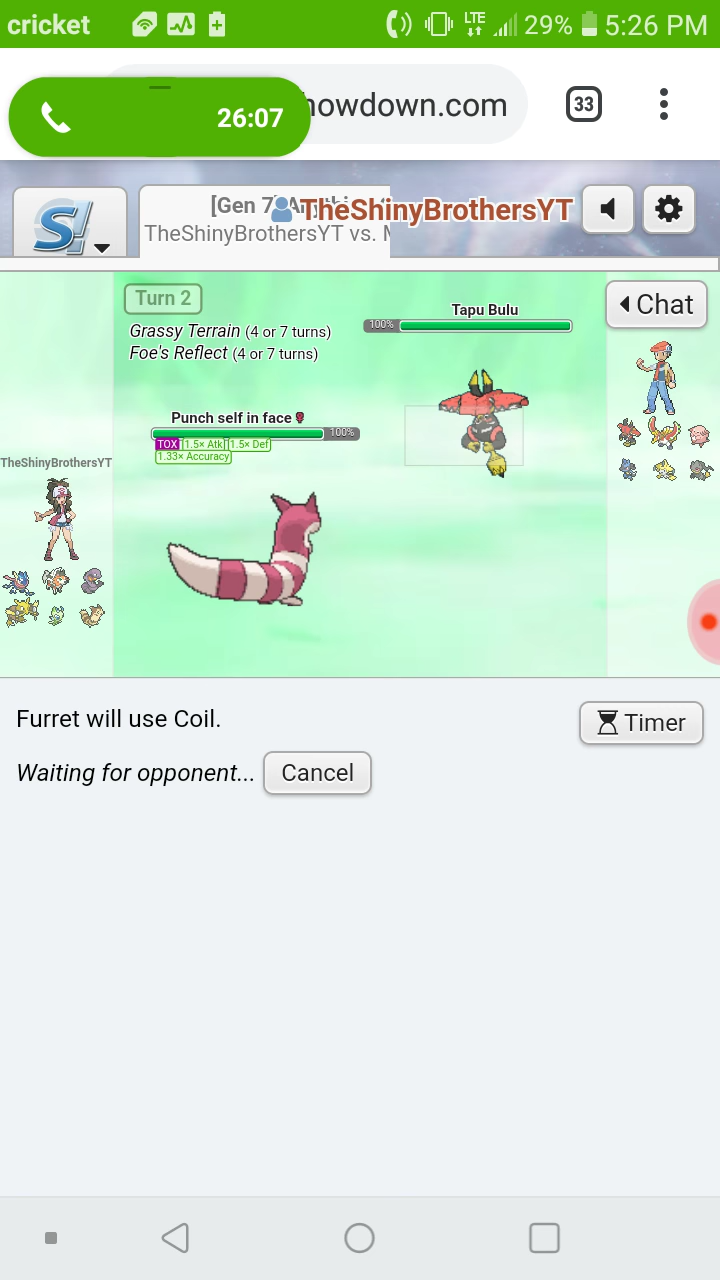 cricket
LTE
29%
5:26 PM
26:07
howdown.com
33
[Gen 7]
TheShinyBrothersYT
TheShinyBrothersYT vs.
Turn 2
Grassy Terrain (4 or 7 turns)
Foe's Reflect (4 or 7 turns)
Tapu Bulu
100%
Chat
Punch self in face
100%
TOX 1.5× Atk 1.5× Def
1.33× Accuracy
TheShinyBrothersYT
Furret will use Coil.
Timer
Waiting for opponent... Cancel